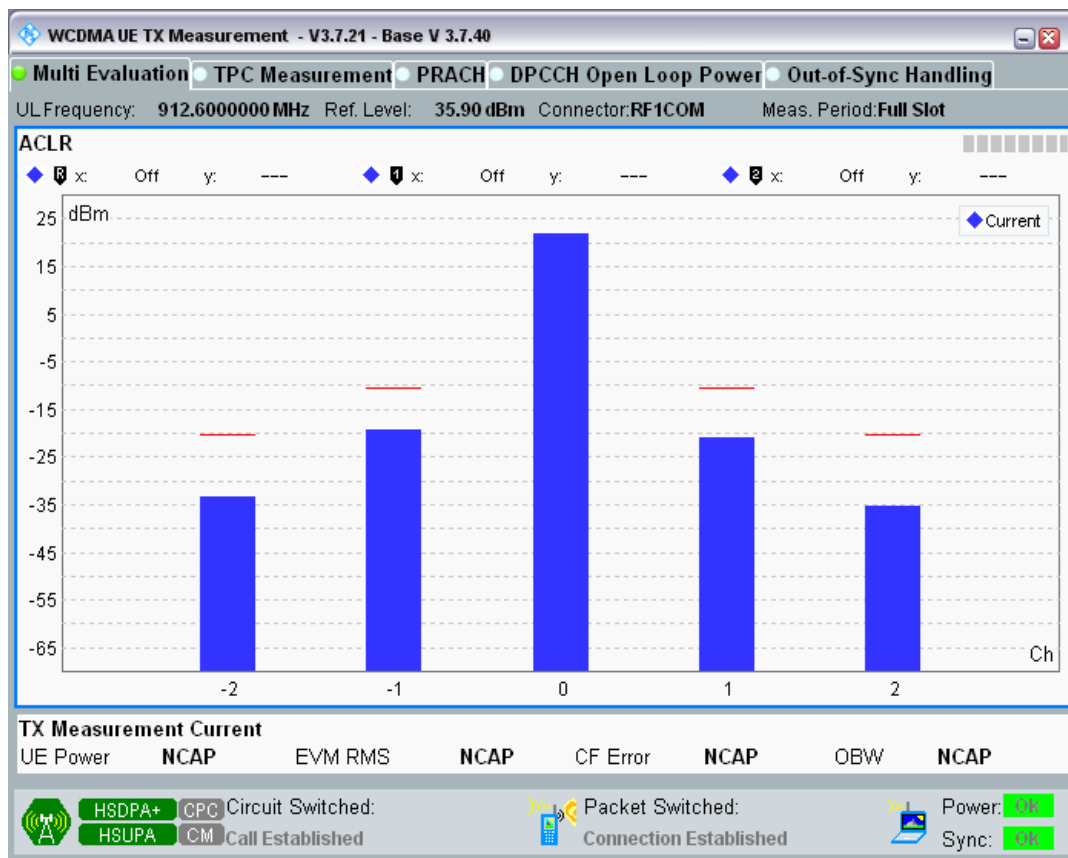 WCDMA UE TX Measurement - V3.7.21 - Base V 3.7.40
Multi Evaluation TPC Measurement PRACH DPCCH Open Loop Power Out-of-Sync Handling
UL Frequency: 912.6000000 MHz Ref. Level: 35.90 dBm Connector:RF1COM Meas. Period:Full Slot
ACLR
R x: Off y: --- 1 x: Off y: --- 2 x: Off y: ---
dBm
Current
25
15
5
-5
-15
-25
-35
-45
-55
-65
Ch
-2 -1 0 1 2
TX Measurement Current
UE Power NCAP EVM RMS NCAP CF Error NCAP OBW NCAP
HSDPA+ CPC Circuit Switched: Packet Switched: Power: OK
HSUPA CM Call Established Connection Established Sync: OK